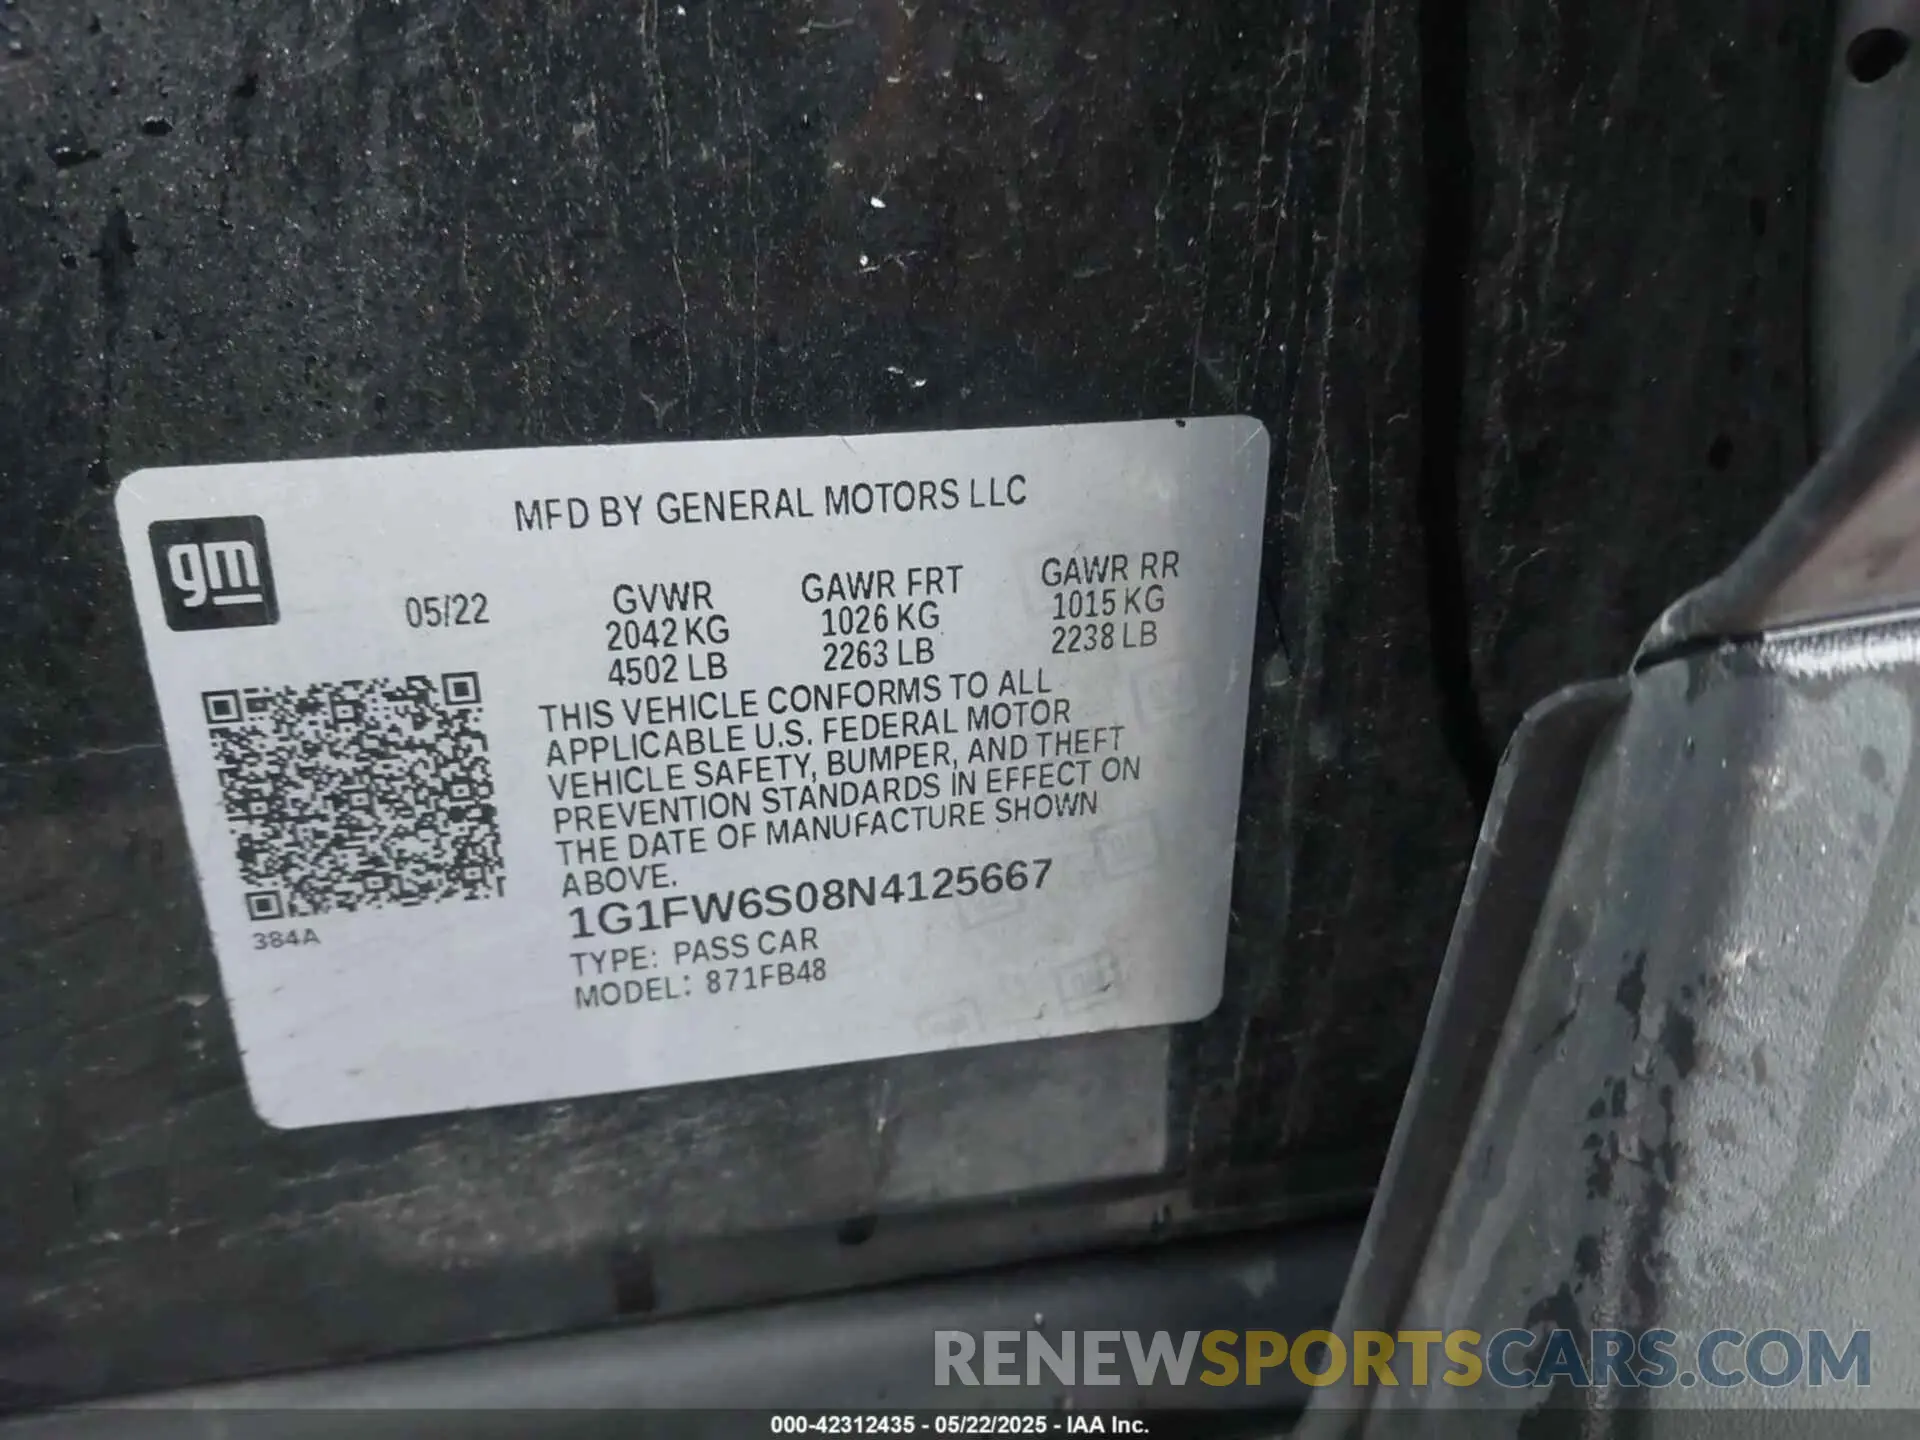 MFD BY GENERAL MOTORS LLC
gm
05/22
GVWR
2042 KG
4502 LB
GAWR FRT
1026 KG
2263 LB
GAWR RR
1015 KG
2238 LB
THIS VEHICLE CONFORMS TO ALL
APPLICABLE U.S. FEDERAL MOTOR
VEHICLE SAFETY, BUMPER, AND THEFT
PREVENTION STANDARDS IN EFFECT ON
THE DATE OF MANUFACTURE SHOWN
ABOVE.
1G1FW6S08N4125667
TYPE: PASS CAR
MODEL: 871FB48
384A
RENEWSPORTSCARS.COM
000-42312435 - 05/22/2025 - IAA Inc.